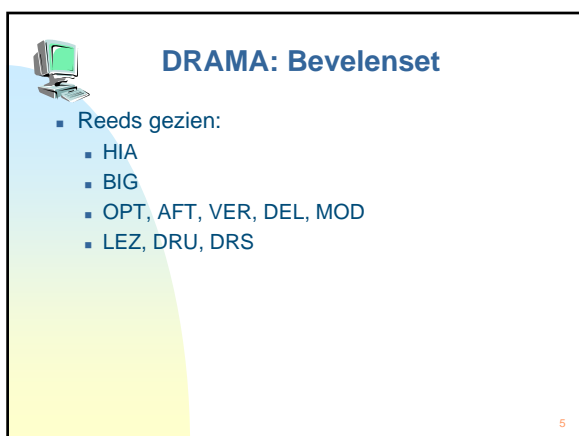 DRAMA: Bevelenset
Reeds gezien:
HIA
BIG
OPT, AFT, VER, DEL, MOD
LEZ, DRU, DRS
5